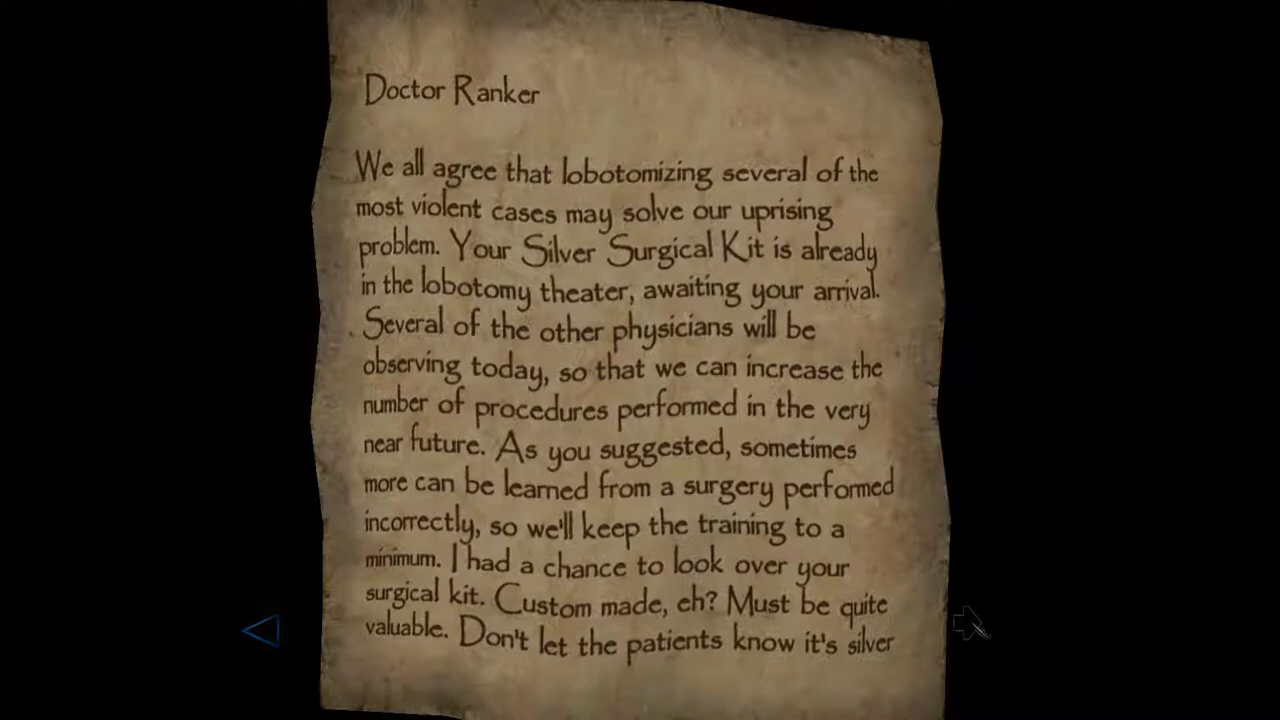 Doctor Ranker
We all agree that lobotomizing several of the
most violent cases may solve our uprising
problem. Your Silver Surgical Kit is already
in the lobotomy theater, awaiting your arrival.
Several of the other physicians will be
observing today, so that we can increase the
number of procedures performed in the very
near future. As you suggested, sometimes
more can be learned from a surgery performed
incorrectly, so we'll keep the training to a
minimum. I had a chance to look over your
surgical kit. Custom made, eh? Must be quite
valuable. Don't let the patients know it's silver